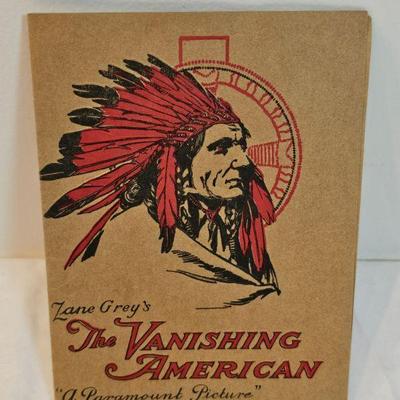 Zane Grey's
The VANISHING
AMERICAN
"A Paramount Picture"